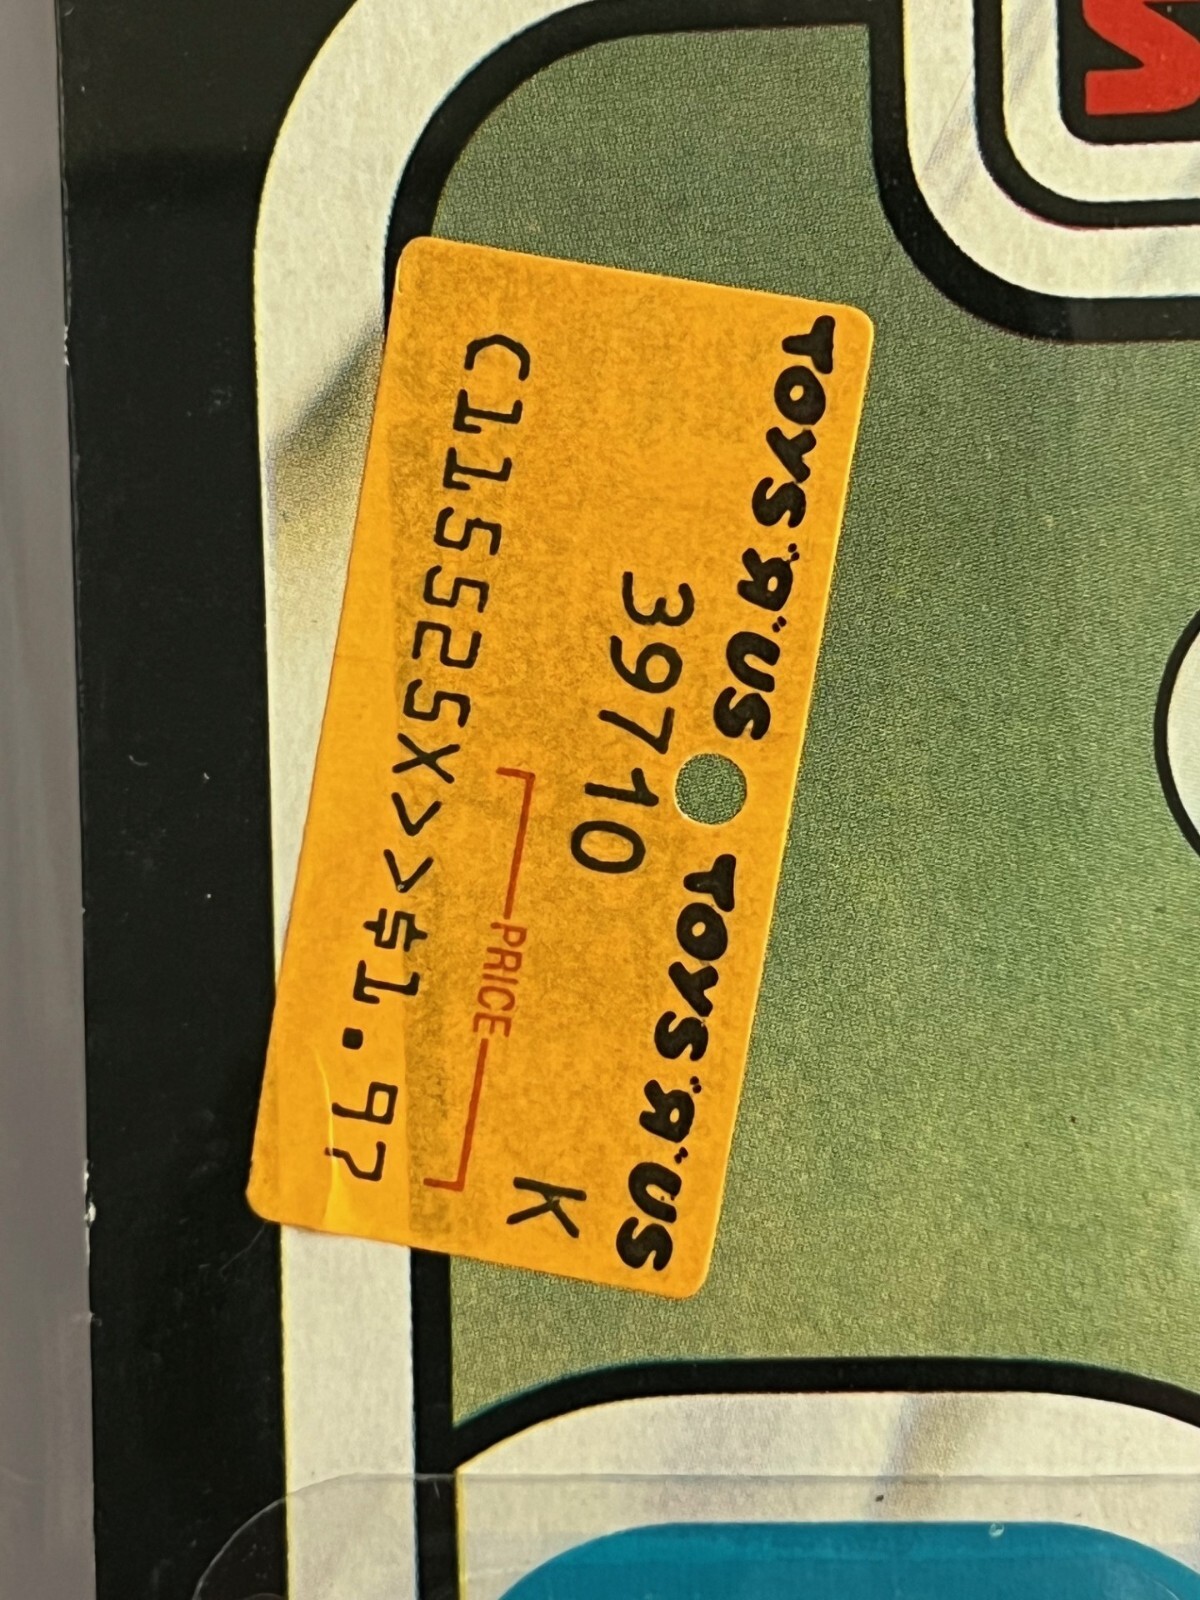 TOYS "Я" US TOYS "Я" US
39710
K
PRICE
C115525X>>$1.97